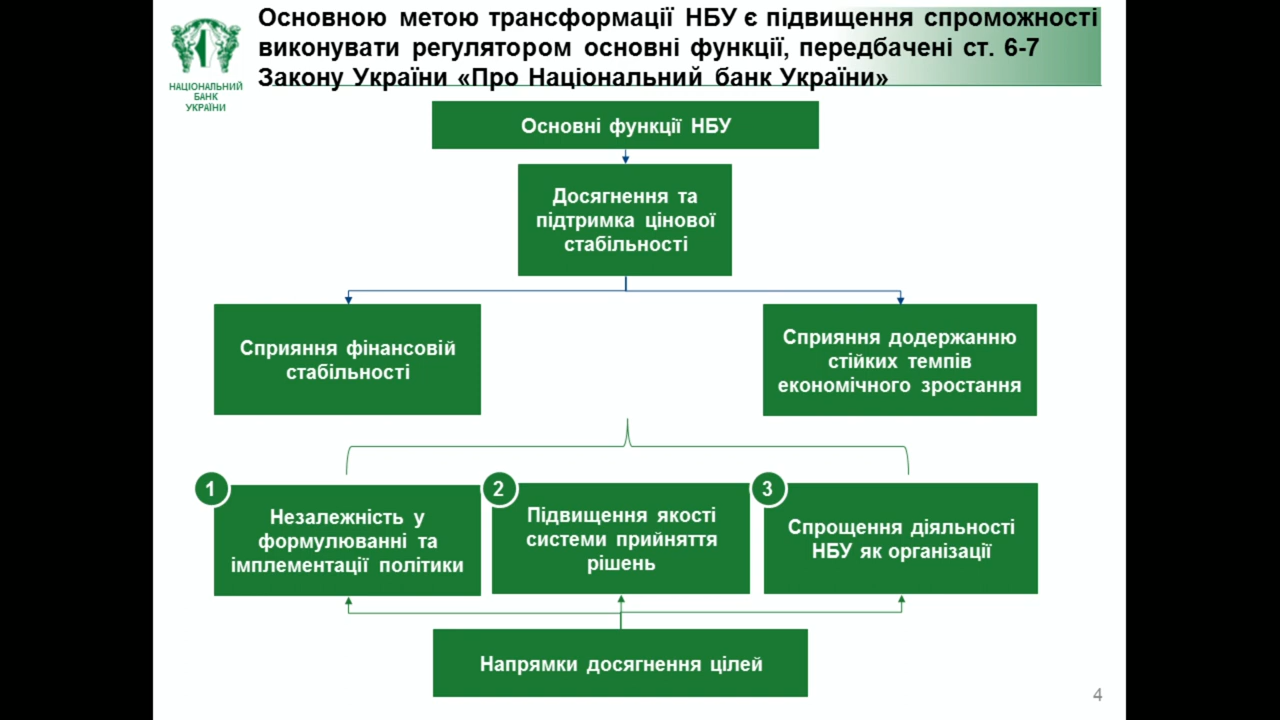 Основною метою трансформації НБУ є підвищення спроможності
виконувати регулятором основні функції, передбачені ст. 6-7
Закону України «Про Національний банк України»
НАЦІОНАЛЬНИЙ
БАНК
УКРАЇНИ
Основні функції НБУ
Досягнення та
підтримка цінової
стабільності
Сприяння фінансовій
стабільності
Сприяння додержанню
стійких темпів
економічного зростання
1
Незалежність у
формулюванні та
імплементації політики
2
Підвищення якості
системи прийняття
рішень
3
Спрощення діяльності
НБУ як організації
Напрямки досягнення цілей
4